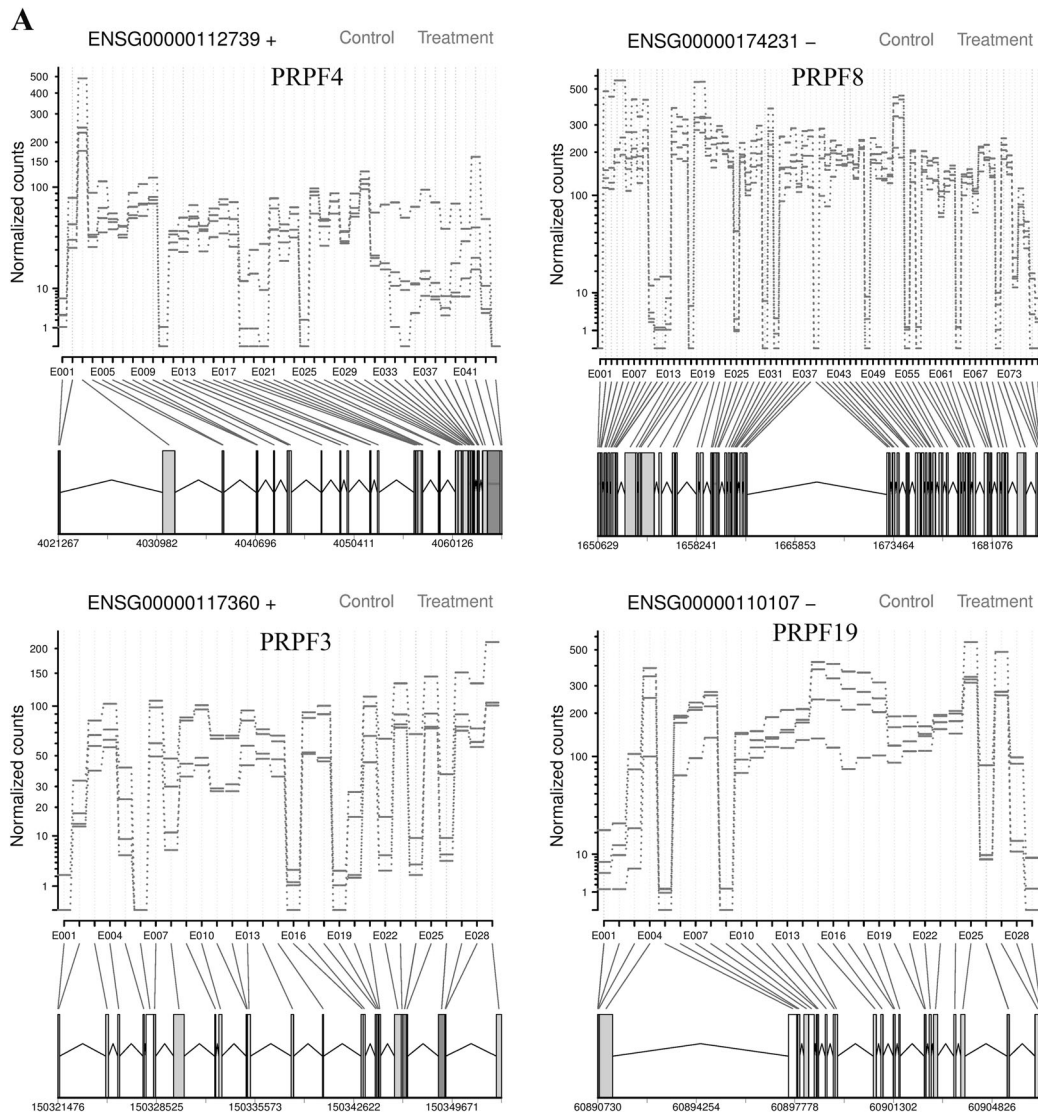 A
ENSG00000112739 + Control Treatment
PRPF4
Normalized counts
500
400
300
200
150
100
10
1
E001 E005 E009 E013 E017 E021 E025 E029 E033 E037 E041
4021267 4030982 4040696 4050411 4060126
ENSG00000174231 − Control Treatment
PRPF8
Normalized counts
500
300
200
100
10
1
E001 E007 E013 E019 E025 E031 E037 E043 E049 E055 E061 E067 E073
1650629 1658241 1665853 1673464 1681076
ENSG00000117360 + Control Treatment
PRPF3
Normalized counts
200
150
100
50
30
20
10
1
E001 E004 E007 E010 E013 E016 E019 E022 E025 E028
150321476 150328525 150335573 150342622 150349671
ENSG00000110107 − Control Treatment
PRPF19
Normalized counts
500
300
200
100
10
1
E001 E004 E007 E010 E013 E016 E019 E022 E025 E028
60890730 60894254 60897778 60901302 60904826